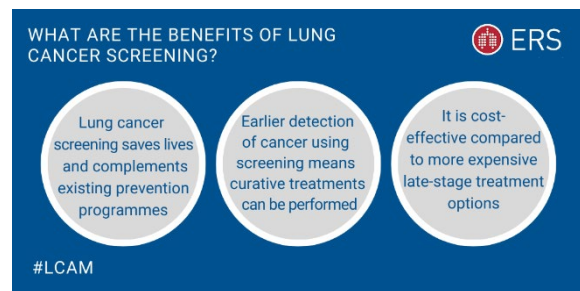 WHAT ARE THE BENEFITS OF LUNG
CANCER SCREENING?
ERS
Lung cancer
screening saves lives
and complements
existing prevention
programmes
Earlier detection
of cancer using
screening means
curative treatments
can be performed
It is cost-
effective compared
to more expensive
late-stage treatment
options
#LCAM